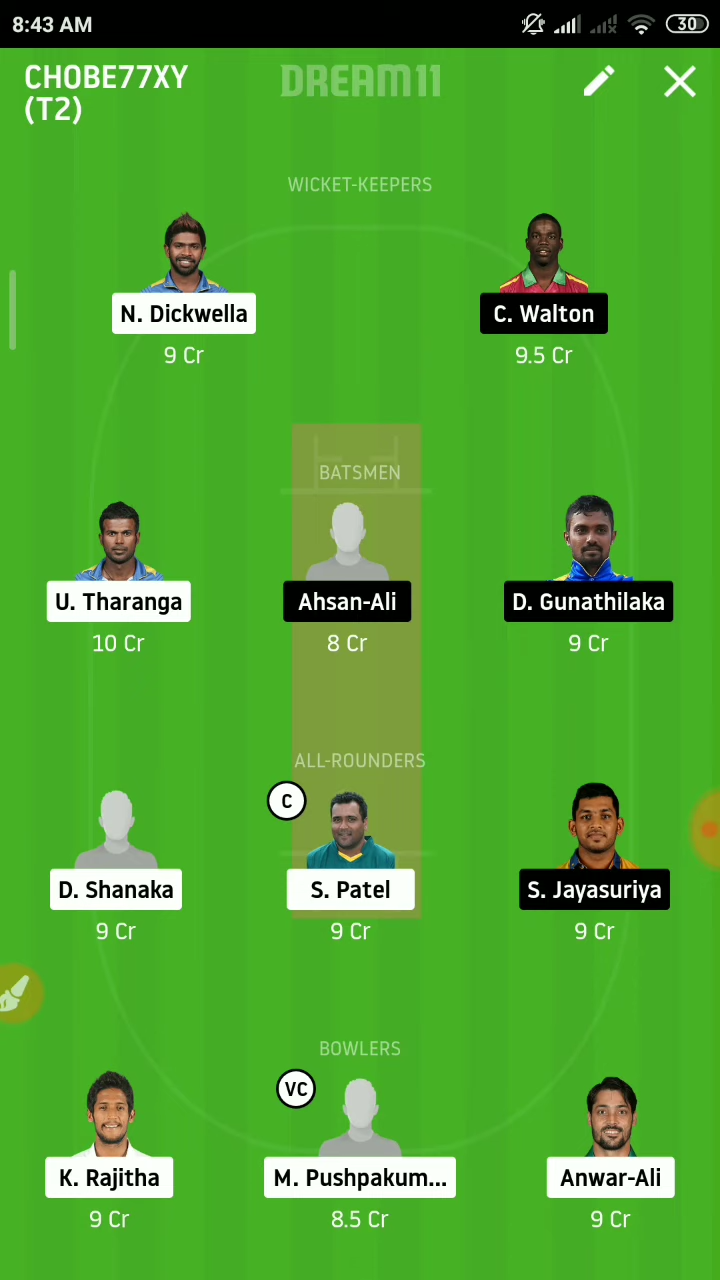 8:43 AM
30
CHOBE77XY
(T2)
DREAM11
WICKET-KEEPERS
N. Dickwella
C. Walton
9 Cr
9.5 Cr
BATSMEN
U. Tharanga
Ahsan-Ali
D. Gunathilaka
10 Cr
8 Cr
9 Cr
ALL-ROUNDERS
C
D. Shanaka
S. Patel
S. Jayasuriya
9 Cr
9 Cr
9 Cr
BOWLERS
VC
K. Rajitha
M. Pushpakum...
Anwar-Ali
9 Cr
8.5 Cr
9 Cr